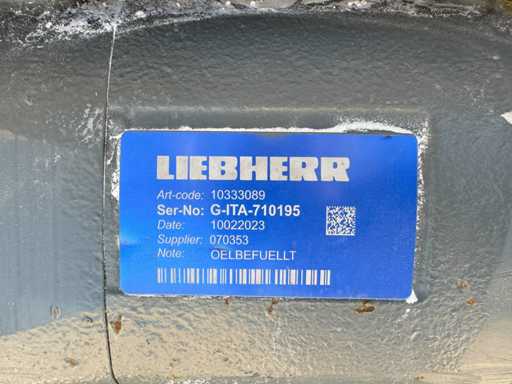 LIEBHERR
Art-code: 10333089
Ser-No: G-ITA-710195
Date: 10022023
Supplier: 070353
Note: OELBEFUELLT